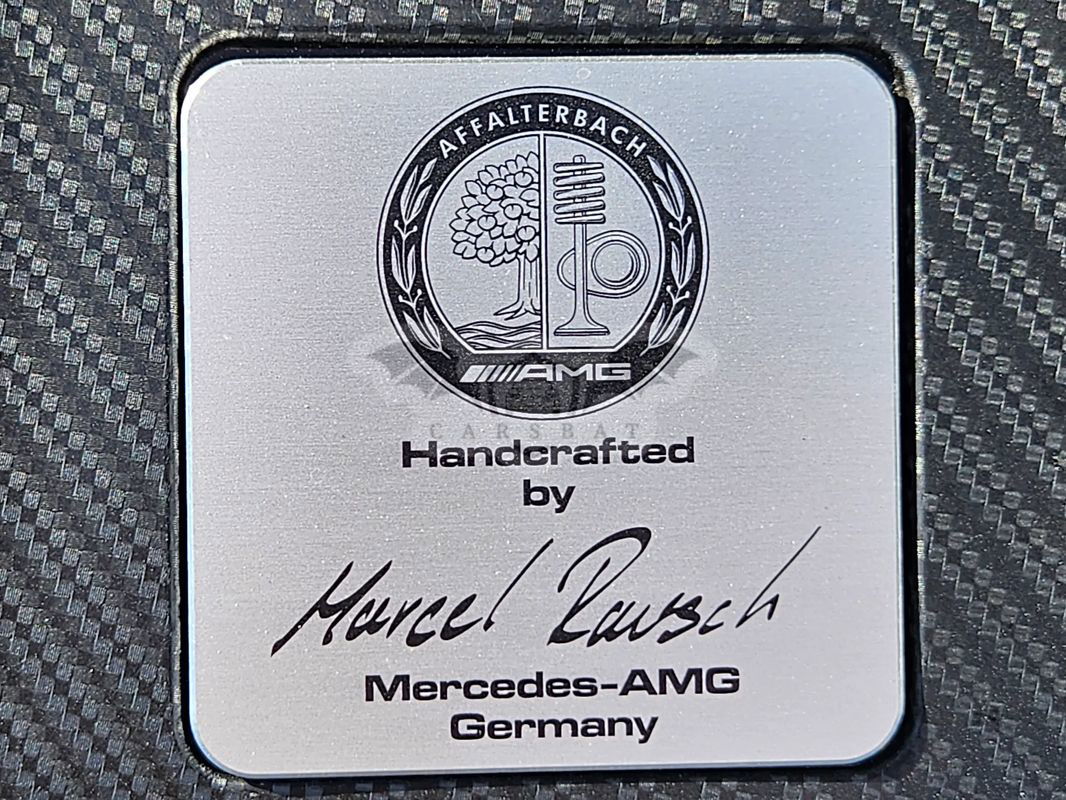 AFFALTERBACH
AMG
CARSBAT
Handcrafted
by
Marcel Rausch
Mercedes-AMG
Germany